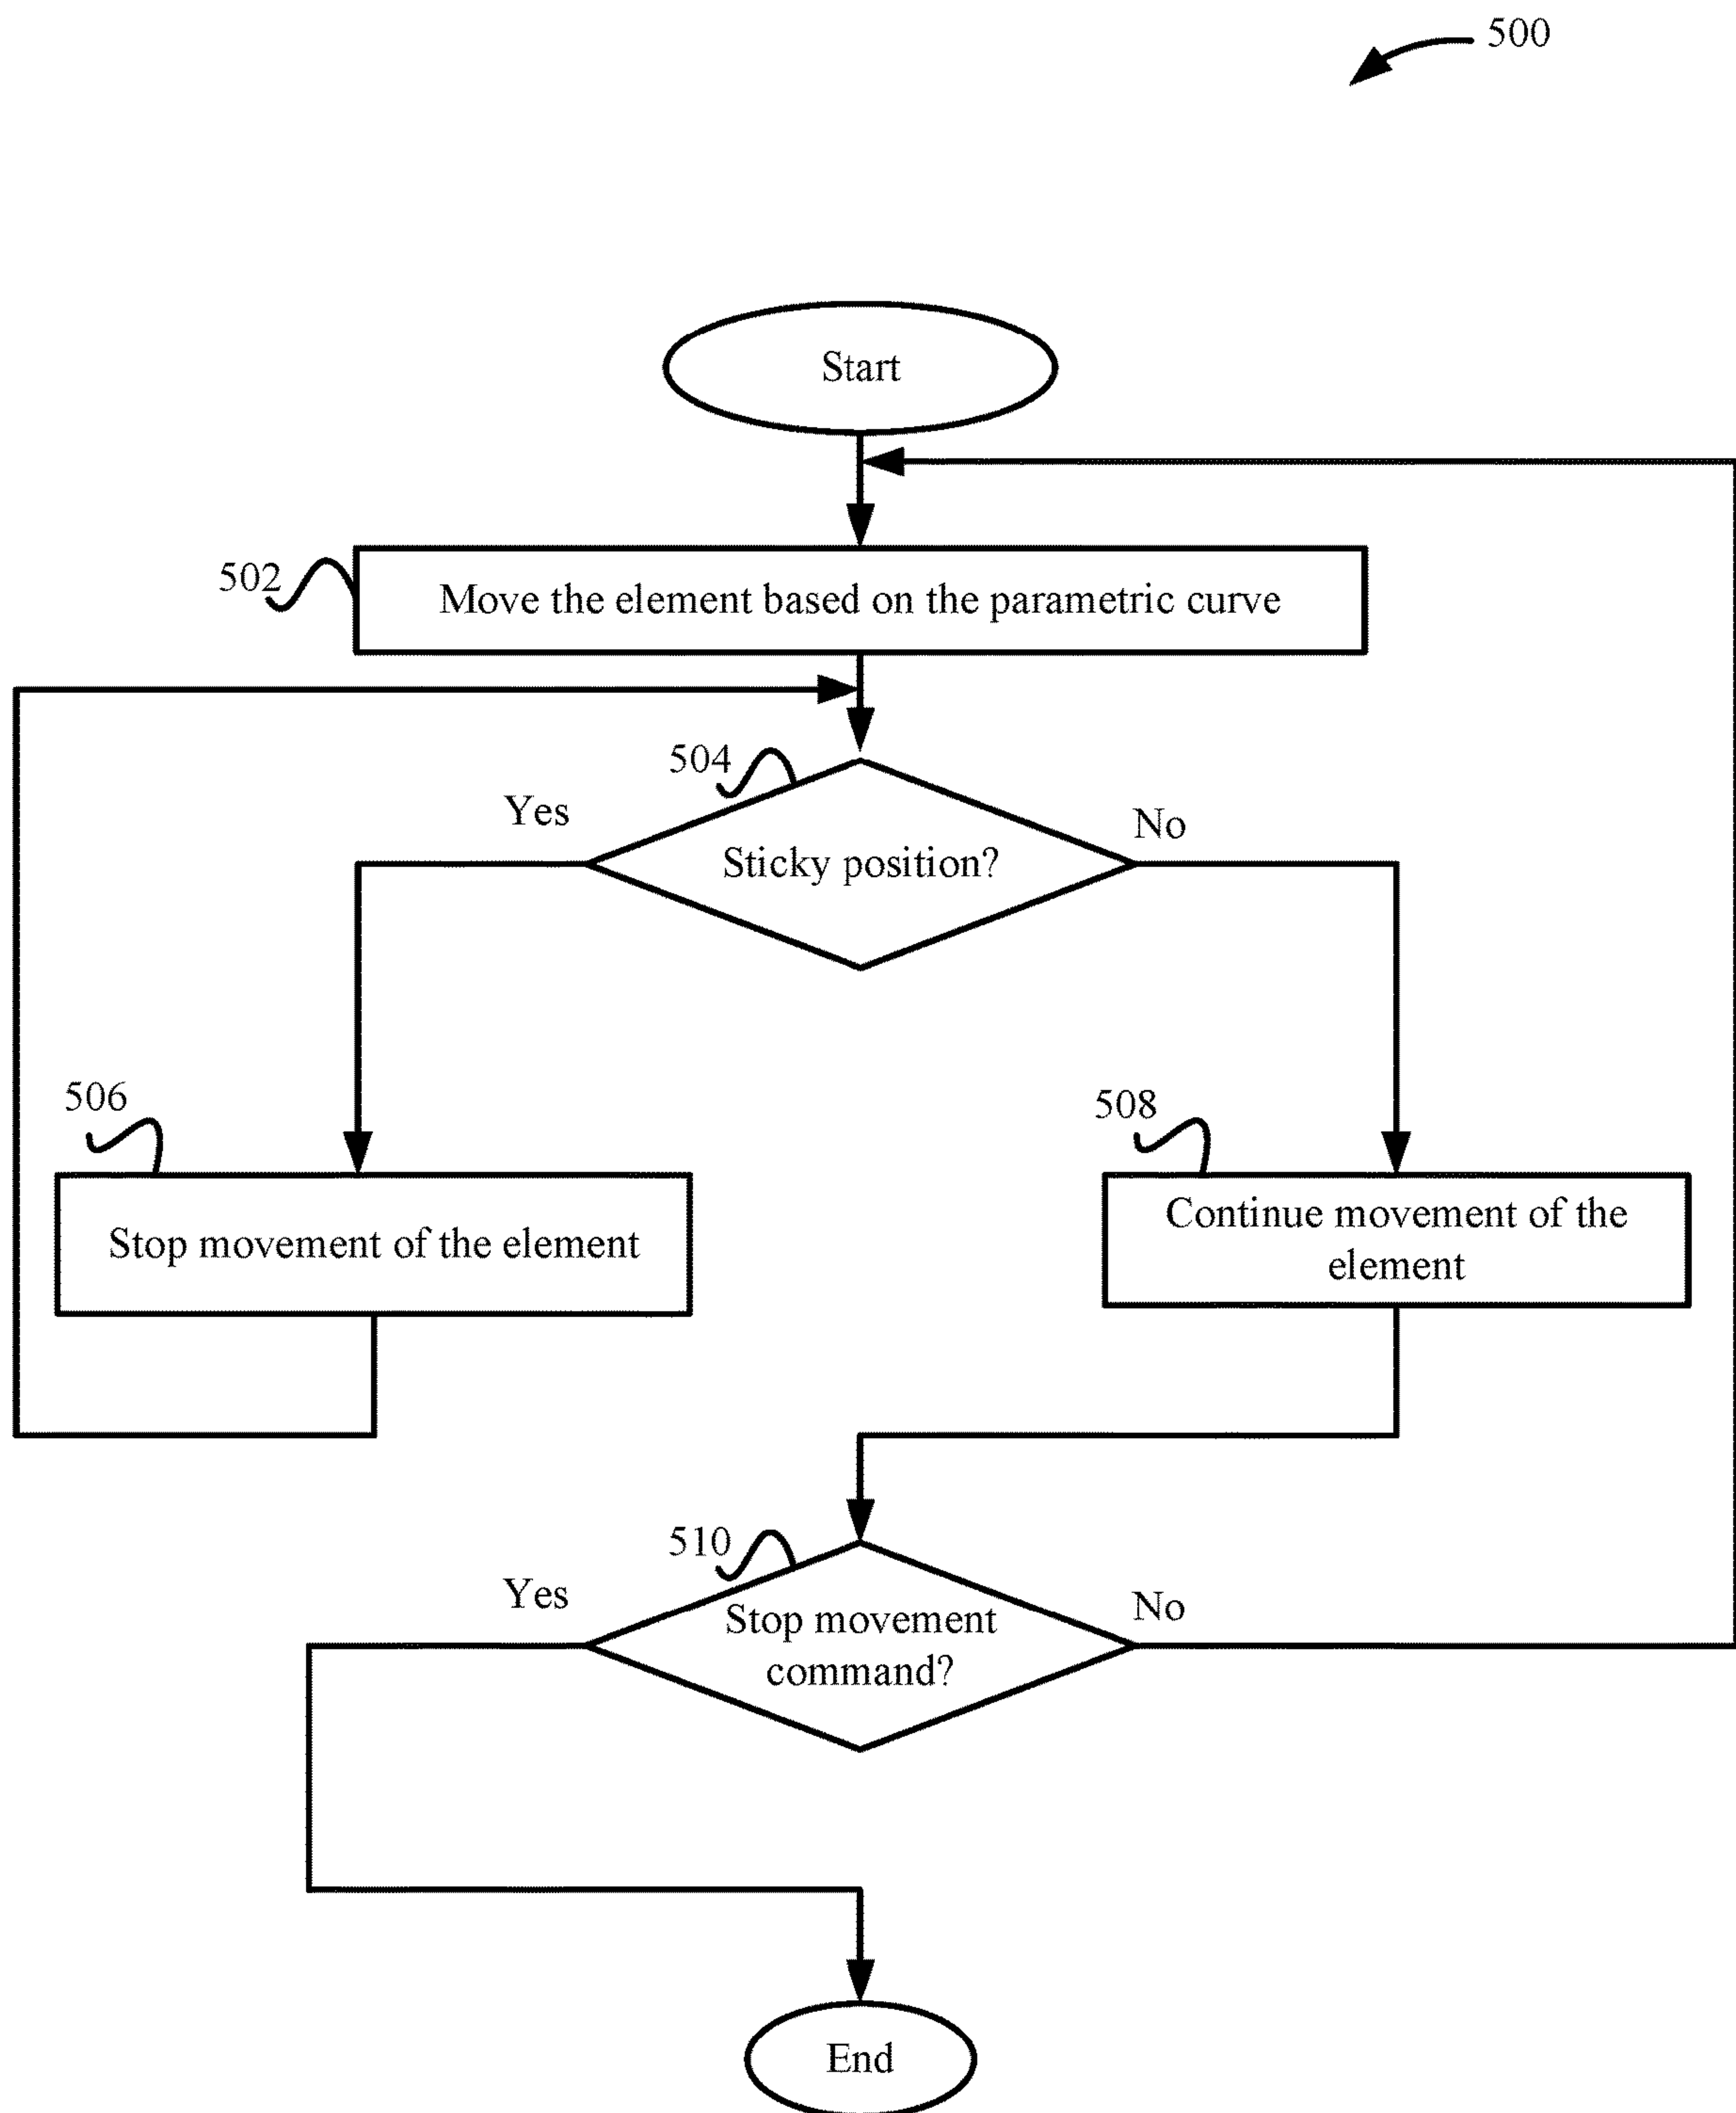 500
Start
502
Move the element based on the parametric curve
504
Yes
No
Sticky position?
506
508
Stop movement of the element
Continue movement of the
element
510
Yes
No
Stop movement
command?
End